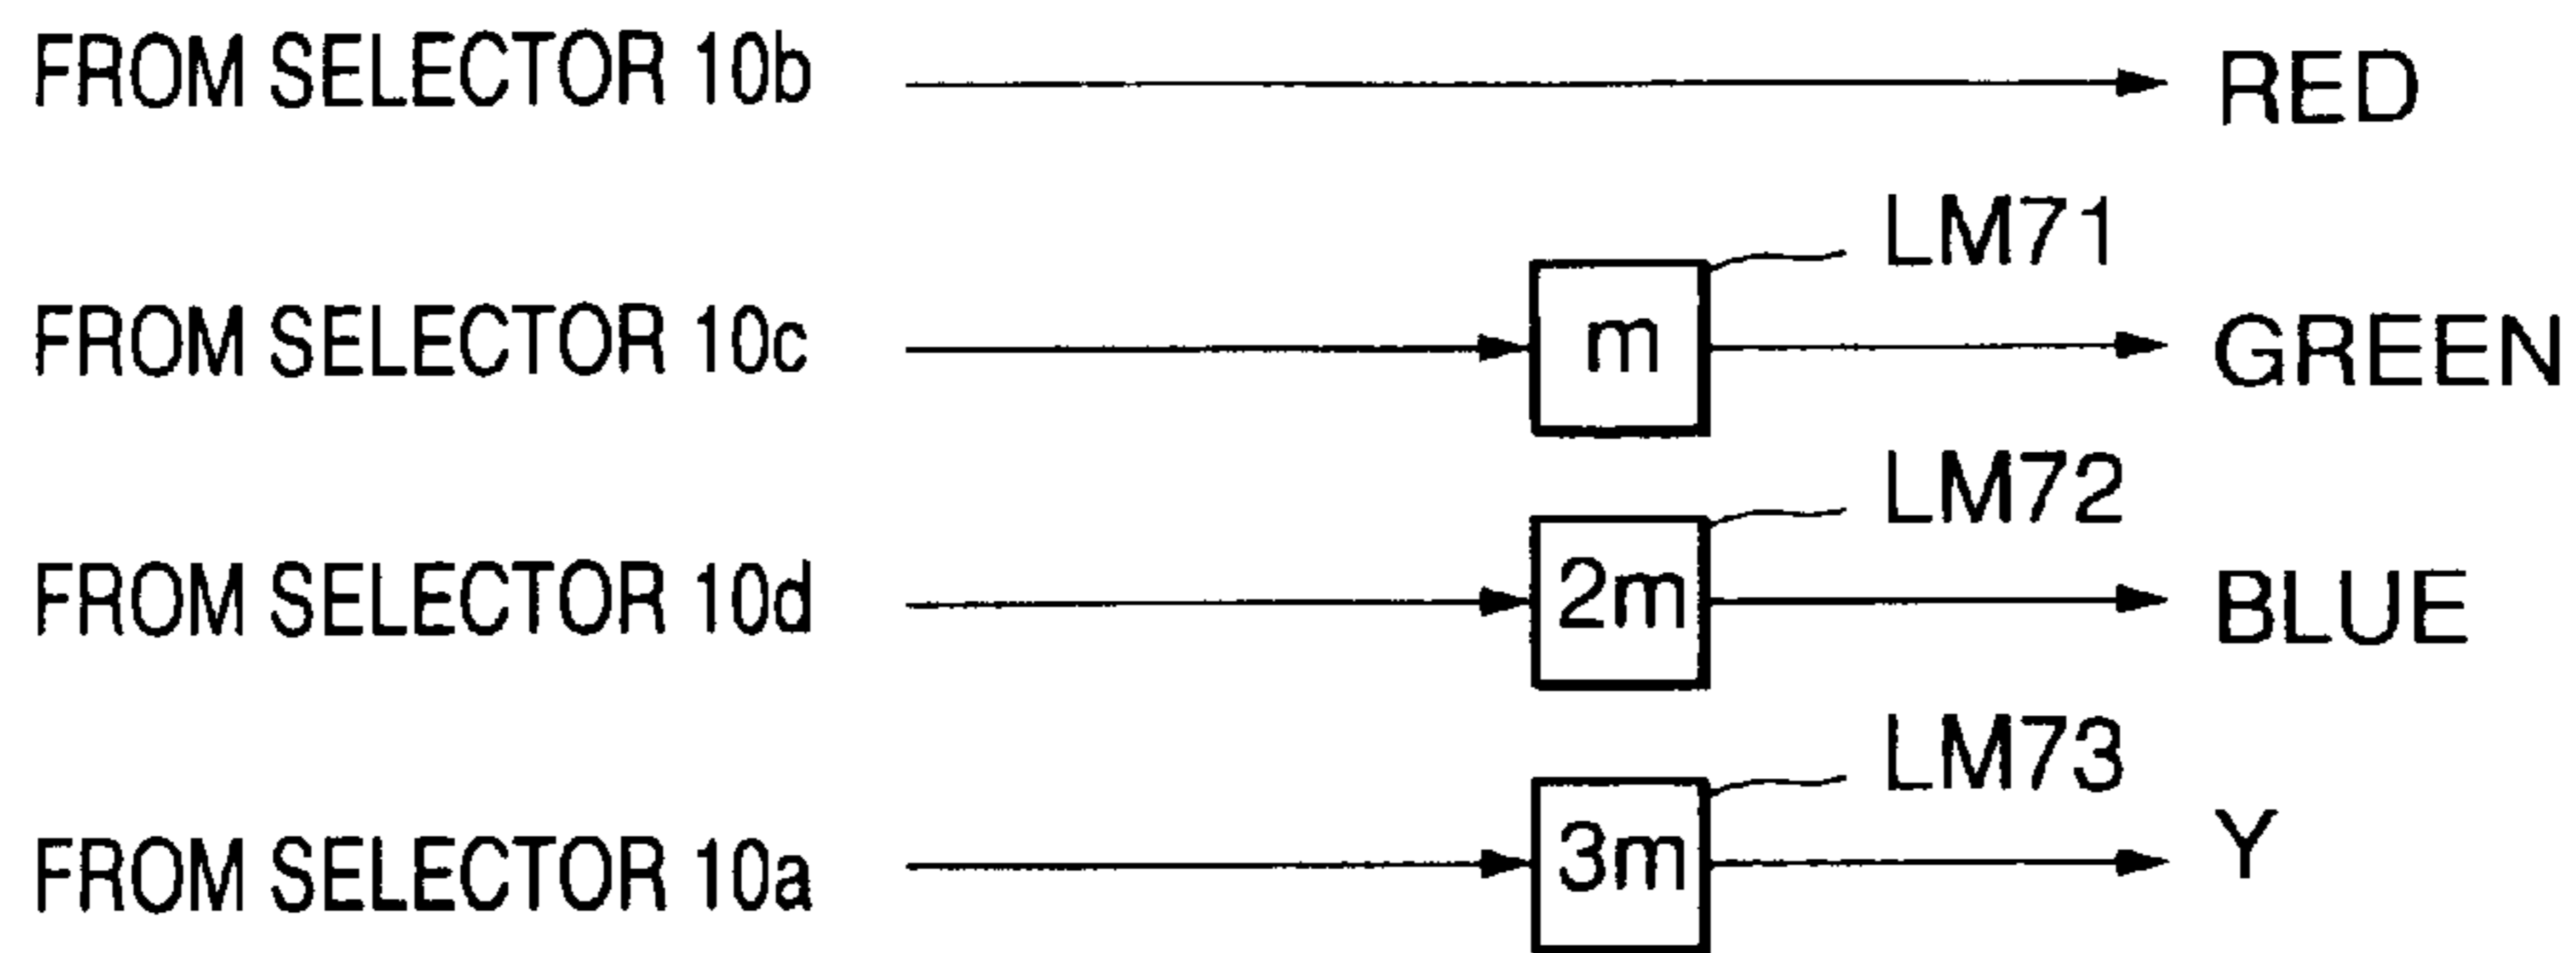 FROM SELECTOR 10b RED
LM71
FROM SELECTOR 10c m GREEN
LM72
FROM SELECTOR 10d 2m BLUE
LM73
FROM SELECTOR 10a 3m Y